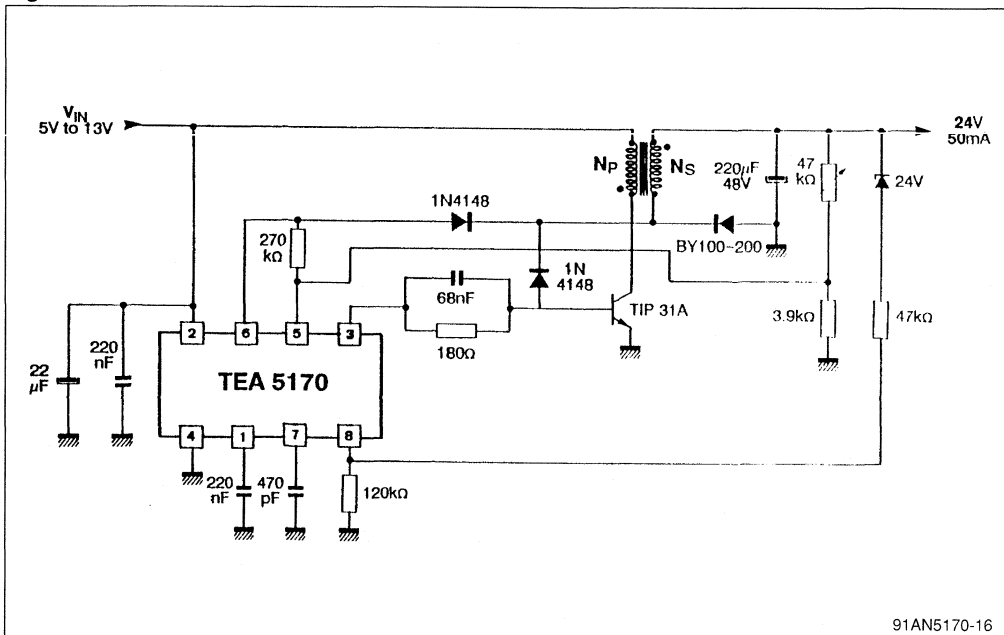 VIN
5V to 13V
24V
50mA
NP
NS
220μF
48V
47
kΩ
24V
1N4148
270
kΩ
BY100-200
1N
4148
68nF
TIP 31A
3.9kΩ
47kΩ
180Ω
2
6
5
3
22
μF
220
nF
TEA 5170
4
1
7
8
220
nF
470
pF
120kΩ
91AN5170-16